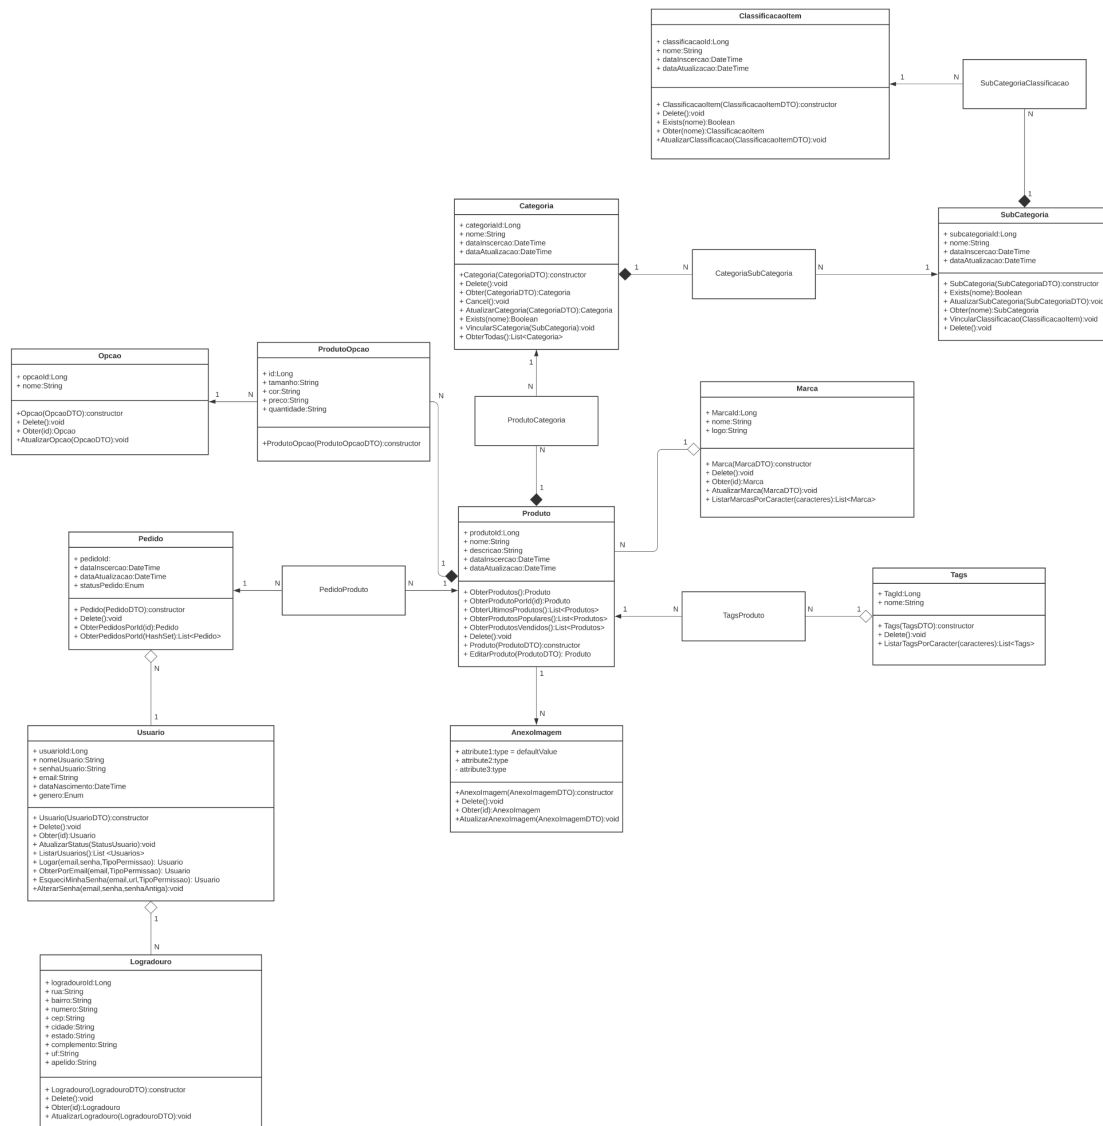 ClassificacaoItem
+ classificacaoId:Long
+ nome:String
+ dataInscercao:DateTime
+ dataAtualizacao:DateTime
+ ClassificacaoItem(ClassificacaoItemDTO):constructor
+ Delete():void
+ Exists(nome):Boolean
+ Obter(nome):ClassificacaoItem
+AtualizarClassificacao(ClassificacaoItemDTO):void
1
N
SubCategoriaClassificacao
N
1
Categoria
+ categoriaId:Long
+ nome:String
+ dataInscercao:DateTime
+ dataAtualizacao:DateTime
+Categoria(CategoriaDTO):constructor
+ Delete():void
+ Obter(CategoriaDTO):Categoria
+ Cancel():void
+ AtualizarCategoria(CategoriaDTO):Categoria
+ Exists(nome):Boolean
+ VincularSCategoria(SubCategoria):void
+ ObterTodas():List<Categoria>
1
N
CategoriaSubCategoria
N
1
SubCategoria
+ subcategoriaId:Long
+ nome:String
+ dataInscercao:DateTime
+ dataAtualizacao:DateTime
+ SubCategoria(SubCategoriaDTO):constructor
+ Exists(nome):Boolean
+ AtualizarSubCategoria(SubCategoriaDTO):void
+ Obter(nome):SubCategoria
+ VincularClassificacao(ClassificacaoItem):void
+ Delete():void
Opcao
+ opcaoId:Long
+ nome:String
+Opcao(OpcaoDTO):constructor
+ Delete():void
+ Obter(id):Opcao
+AtualizarOpcao(OpcaoDTO):void
1
N
ProdutoOpcao
+ id:Long
+ tamanho:String
+ cor:String
+ preco:String
+ quantidade:String
+ProdutoOpcao(ProdutoOpcaoDTO):constructor
N
1
1
N
ProdutoCategoria
N
1
Marca
+ MarcaId:Long
+ nome:String
+ logo:String
+ Marca(MarcaDTO):constructor
+ Delete():void
+ Obter(id):Marca
+ AtualizarMarca(MarcaDTO):void
+ ListarMarcasPorCaracter(caracteres):List<Marca>
1
N
Produto
+ produtoId:Long
+ nome:String
+ descricao:String
+ dataInscercao:DateTime
+ dataAtualizacao:DateTime
+ ObterProdutos():Produto
+ ObterProdutoPorId(id):Produto
+ ObterUltimosProdutos():List<Produtos>
+ ObterProdutosPopulares():List<Produtos>
+ ObterProdutosVendidos():List<Produtos>
+ Delete():void
+ Produto(ProdutoDTO):constructor
+ EditarProduto(ProdutoDTO): Produto
Pedido
+ pedidoId:
+ dataInscercao:DateTime
+ dataAtualizacao:DateTime
+ statusPedido:Enum
+ Pedido(PedidoDTO):constructor
+ Delete():void
+ ObterPedidosPorId(id):Pedido
+ ObterPedidosPorId(HashSet):List<Pedido>
1
N
PedidoProduto
N
1
1
N
TagsProduto
N
1
Tags
+ TagId:Long
+ nome:String
+ Tags(TagsDTO):constructor
+ Delete():void
+ ListarTagsPorCaracter(caracteres):List<Tags>
N
1
Usuario
+ usuarioId:Long
+ nomeUsuario:String
+ senhaUsuario:String
+ email:String
+ dataNascimento:DateTime
+ genero:Enum
+ Usuario(UsuarioDTO):constructor
+ Delete():void
+ Obter(id):Usuario
+ AtualizarStatus(StatusUsuario):void
+ ListarUsuarios():List <Usuarios>
+ Logar(email,senha,TipoPermissao): Usuario
+ ObterPorEmail(email,TipoPermissao): Usuario
+ EsqueciMinhaSenha(email,url,TipoPermissao): Usuario
+AlterarSenha(email,senha,senhaAntiga):void
1
N
AnexoImagem
+ attribute1:type = defaultValue
+ attribute2:type
- attribute3:type
+AnexoImagem(AnexoImagemDTO):constructor
+ Delete():void
+ Obter(id):AnexoImagem
+AtualizarAnexoImagem(AnexoImagemDTO):void
1
N
Logradouro
+ logradouroId:Long
+ rua:String
+ bairro:String
+ numero:String
+ cep:String
+ cidade:String
+ estado:String
+ complemento:String
+ uf:String
+ apelido:String
+ Logradouro(LogradouroDTO):constructor
+ Delete():void
+ Obter(id):Logradouro
+ AtualizarLogradouro(LogradouroDTO):void